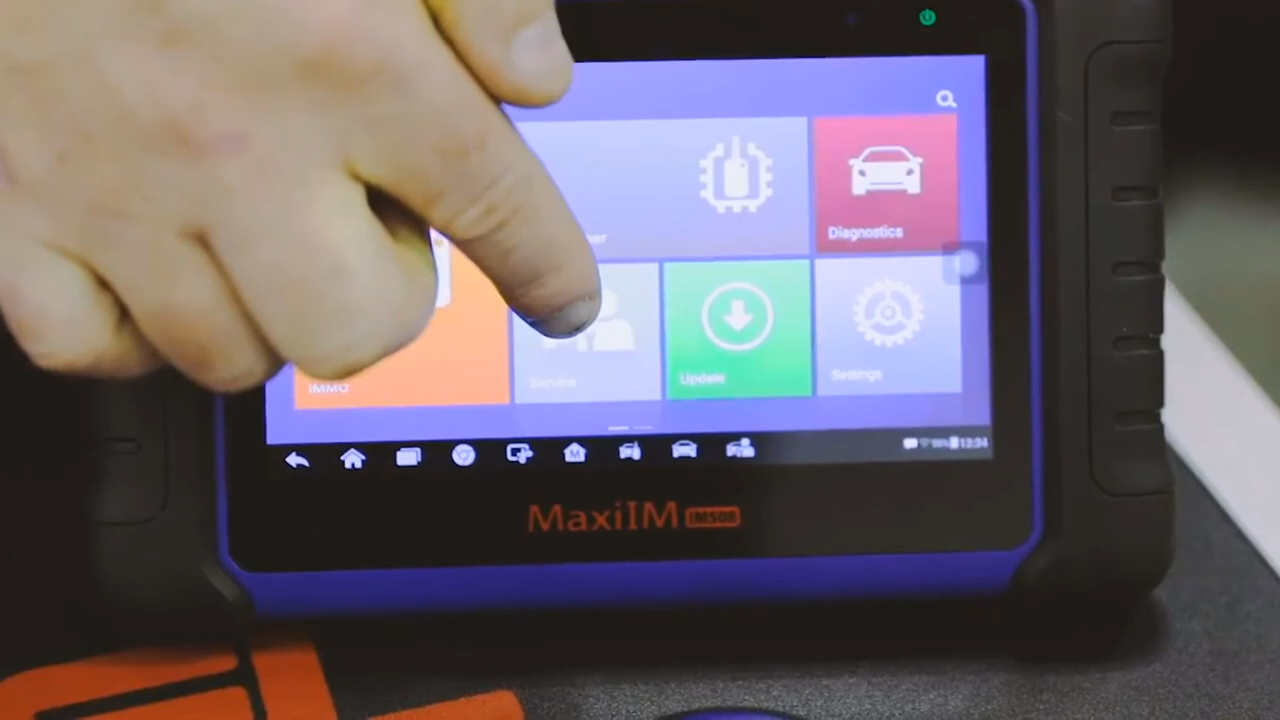 Diagnostics
IMMO
Service
Update
Settings
13:34
MaxiIM IM508